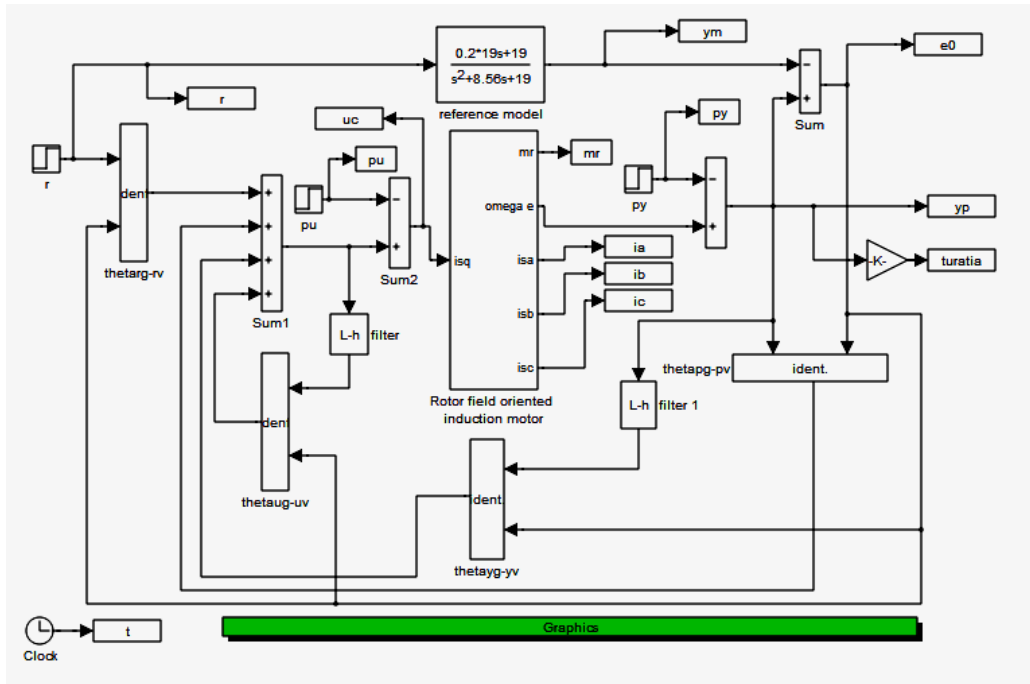 ym
e0
0.2*19s+19
s2+8.56s+19
reference model
r
uc
Sum
py
mr
mr
pu
r
dent
thetarg-rv
pu
Sum2
Sum1
omega e
py
yp
isq
isa
ia
isb
ib
ic
isc
-K-
turatia
L-h
filter
Rotor field oriented
induction motor
thetapg-pv
ident.
L-h
filter 1
dent
thetaug-uv
ident.
thetayg-yv
Clock
t
Graphics